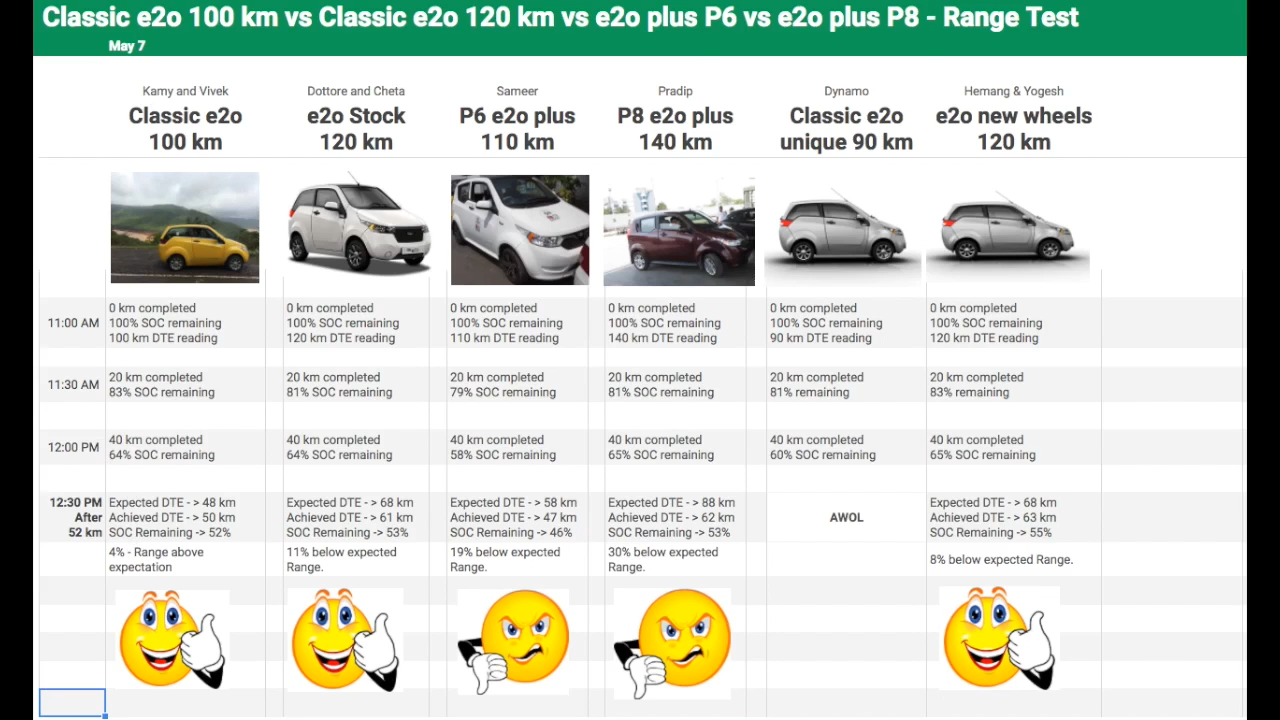 Classic e2o 100 km vs Classic e2o 120 km vs e2o plus P6 vs e2o plus P8 - Range Test
May 7
Kamy and Vivek
Classic e2o
100 km
Dottore and Cheta
e2o Stock
120 km
Sameer
P6 e2o plus
110 km
Pradip
P8 e2o plus
140 km
Dynamo
Classic e2o
unique 90 km
Hemang & Yogesh
e2o new wheels
120 km
11:00 AM
0 km completed
100% SOC remaining
100 km DTE reading
0 km completed
100% SOC remaining
120 km DTE reading
0 km completed
100% SOC remaining
110 km DTE reading
0 km completed
100% SOC remaining
140 km DTE reading
0 km completed
100% SOC remaining
90 km DTE reading
0 km completed
100% SOC remaining
120 km DTE reading
11:30 AM
20 km completed
83% SOC remaining
20 km completed
81% SOC remaining
20 km completed
79% SOC remaining
20 km completed
81% SOC remaining
20 km completed
81% remaining
20 km completed
83% remaining
12:00 PM
40 km completed
64% SOC remaining
40 km completed
64% SOC remaining
40 km completed
58% SOC remaining
40 km completed
65% SOC remaining
40 km completed
60% SOC remaining
40 km completed
65% SOC remaining
12:30 PM
After
52 km
Expected DTE - > 48 km
Achieved DTE - > 50 km
SOC Remaining -> 52%
Expected DTE - > 68 km
Achieved DTE - > 61 km
SOC Remaining -> 53%
Expected DTE - > 58 km
Achieved DTE - > 47 km
SOC Remaining -> 46%
Expected DTE - > 88 km
Achieved DTE - > 62 km
SOC Remaining -> 53%
AWOL
Expected DTE - > 68 km
Achieved DTE - > 63 km
SOC Remaining -> 55%
4% - Range above
expectation
11% below expected
Range.
19% below expected
Range.
30% below expected
Range.
8% below expected Range.